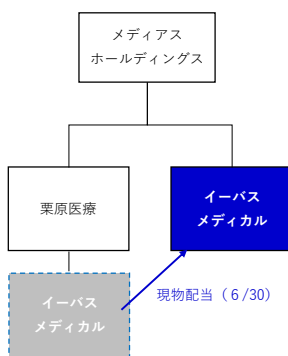 メディアス
ホールディングス
栗原医療
イーバス
メディカル
イーバス
メディカル
現物配当（６/30）